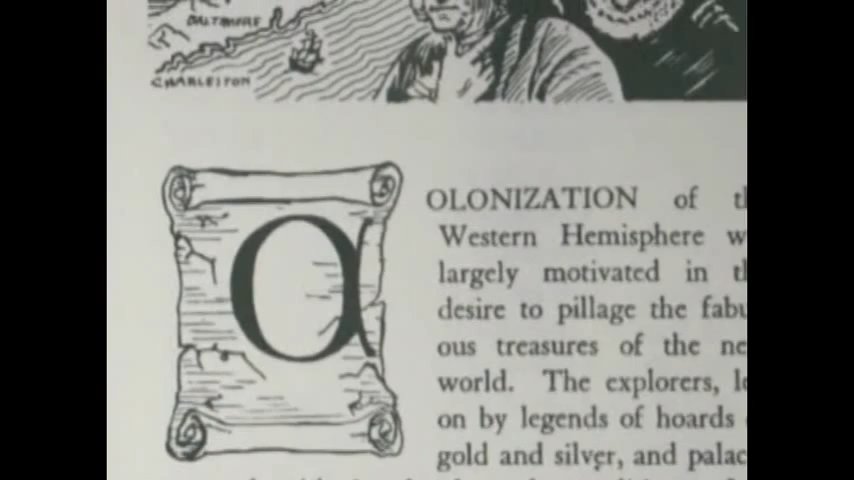 BALTIMORE
CHARLESTON
α OLONIZATION of
Western Hemisphere
largely motivated in
desire to pillage the
ous treasures of the
world. The explorers,
on by legends of hoards
gold and silver, and